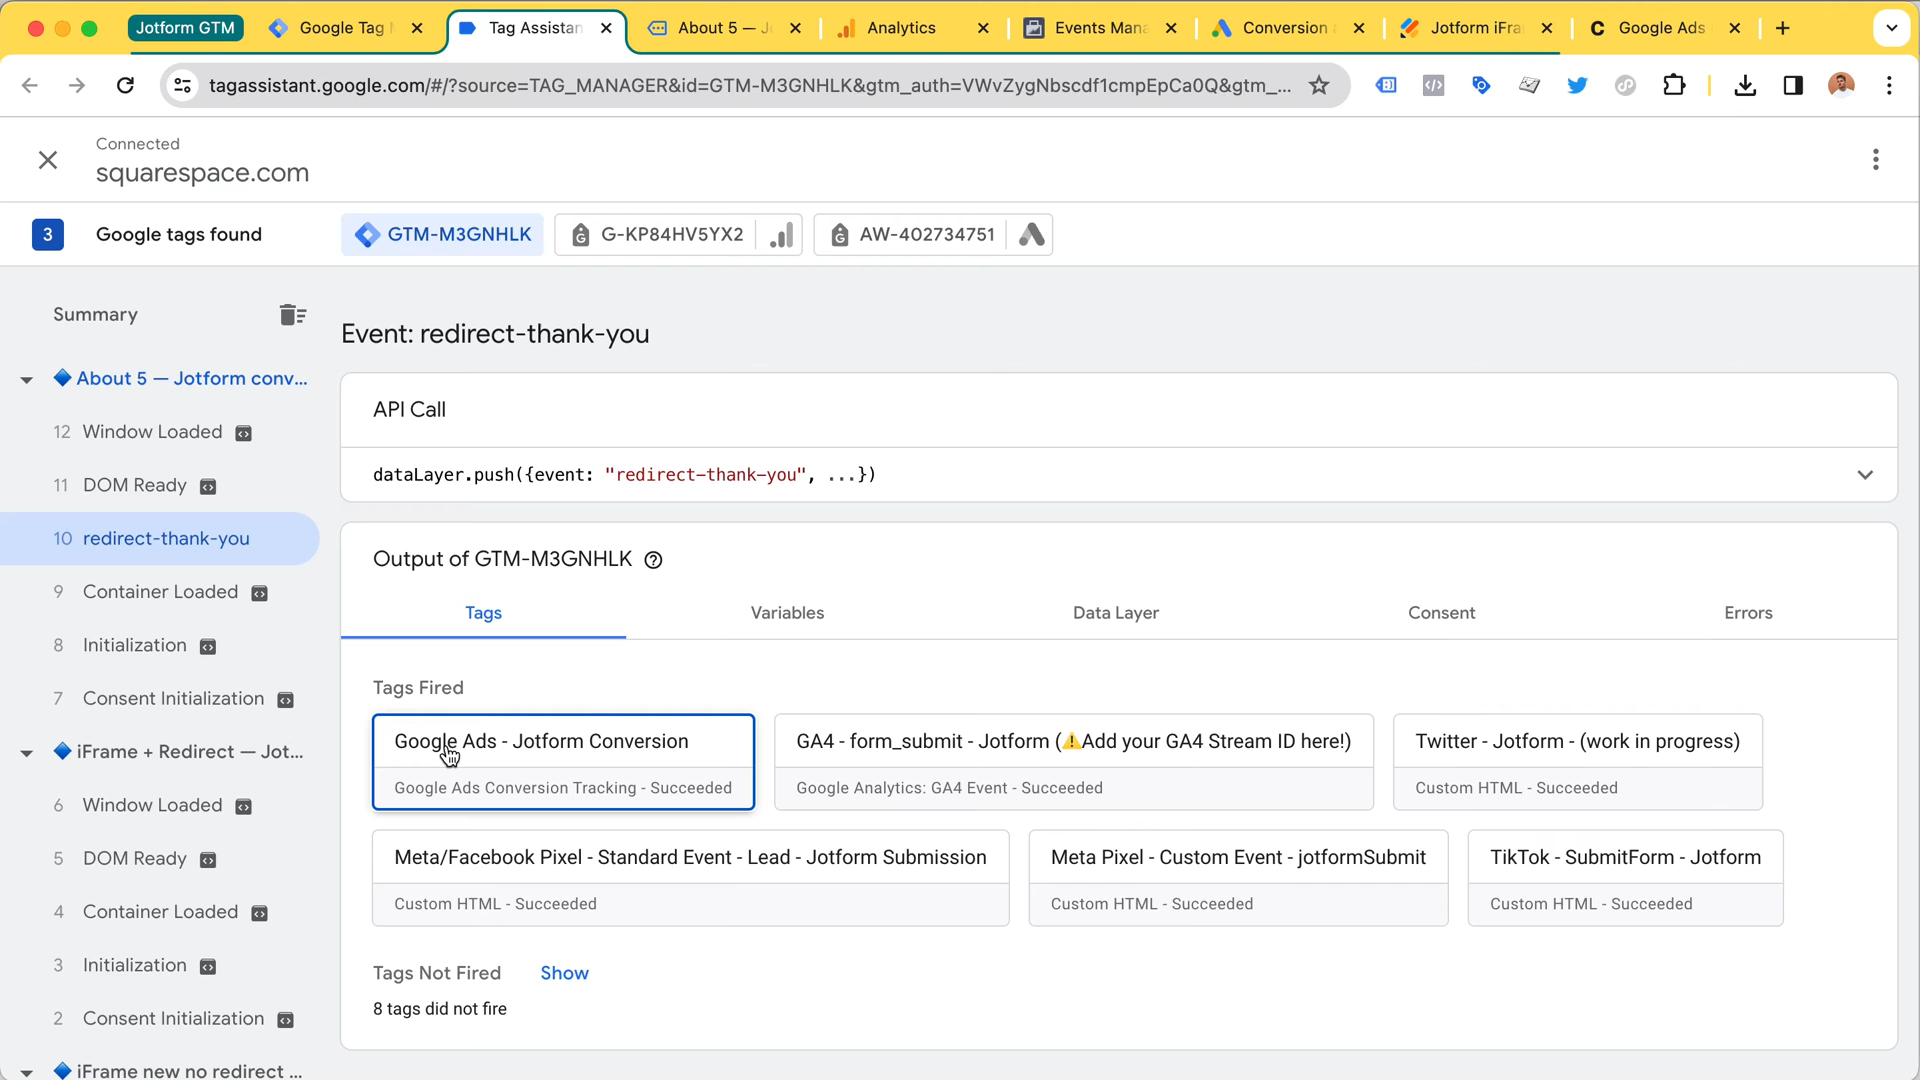 Jotform GTM
Google Tag
Tag Assistan
About 5 — J
Analytics
Events Mana
Conversion
Jotform iFra
Google Ads
tagassistant.google.com/#/?source=TAG_MANAGER&id=GTM-M3GNHLK&gtm_auth=VWvZygNbscdf1cmpEpCa0Q&gtm_...
Connected
squarespace.com
3
Google tags found
GTM-M3GNHLK
G-KP84HV5YX2
AW-402734751
Summary
About 5 — Jotform conv...
12 Window Loaded
11 DOM Ready
10 redirect-thank-you
9 Container Loaded
8 Initialization
7 Consent Initialization
iFrame + Redirect — Jot...
6 Window Loaded
5 DOM Ready
4 Container Loaded
3 Initialization
2 Consent Initialization
iFrame new no redirect ...
Event: redirect-thank-you
API Call
dataLayer.push({event: "redirect-thank-you", ...})
Output of GTM-M3GNHLK
Tags
Variables
Data Layer
Consent
Errors
Tags Fired
Google Ads - Jotform Conversion
Google Ads Conversion Tracking - Succeeded
GA4 - form_submit - Jotform (⚠️Add your GA4 Stream ID here!)
Google Analytics: GA4 Event - Succeeded
Twitter - Jotform - (work in progress)
Custom HTML - Succeeded
Meta/Facebook Pixel - Standard Event - Lead - Jotform Submission
Custom HTML - Succeeded
Meta Pixel - Custom Event - jotformSubmit
Custom HTML - Succeeded
TikTok - SubmitForm - Jotform
Custom HTML - Succeeded
Tags Not Fired
Show
8 tags did not fire